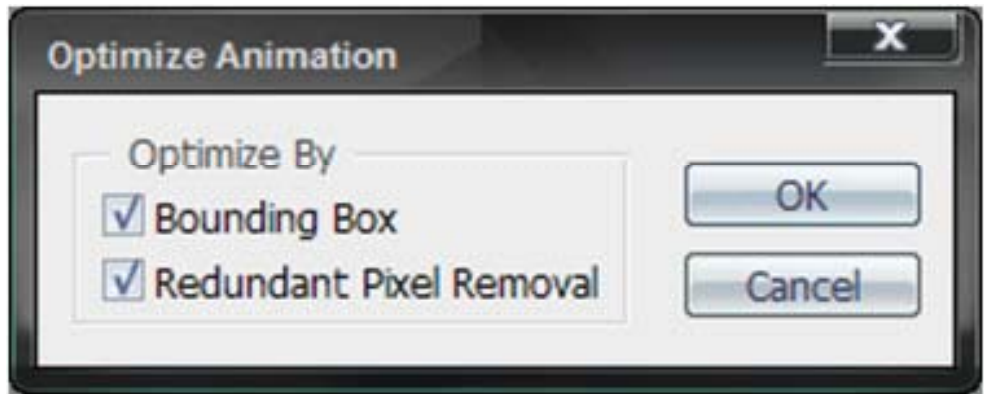 Optimize Animation
Optimize By
Bounding Box
Redundant Pixel Removal
OK
Cancel